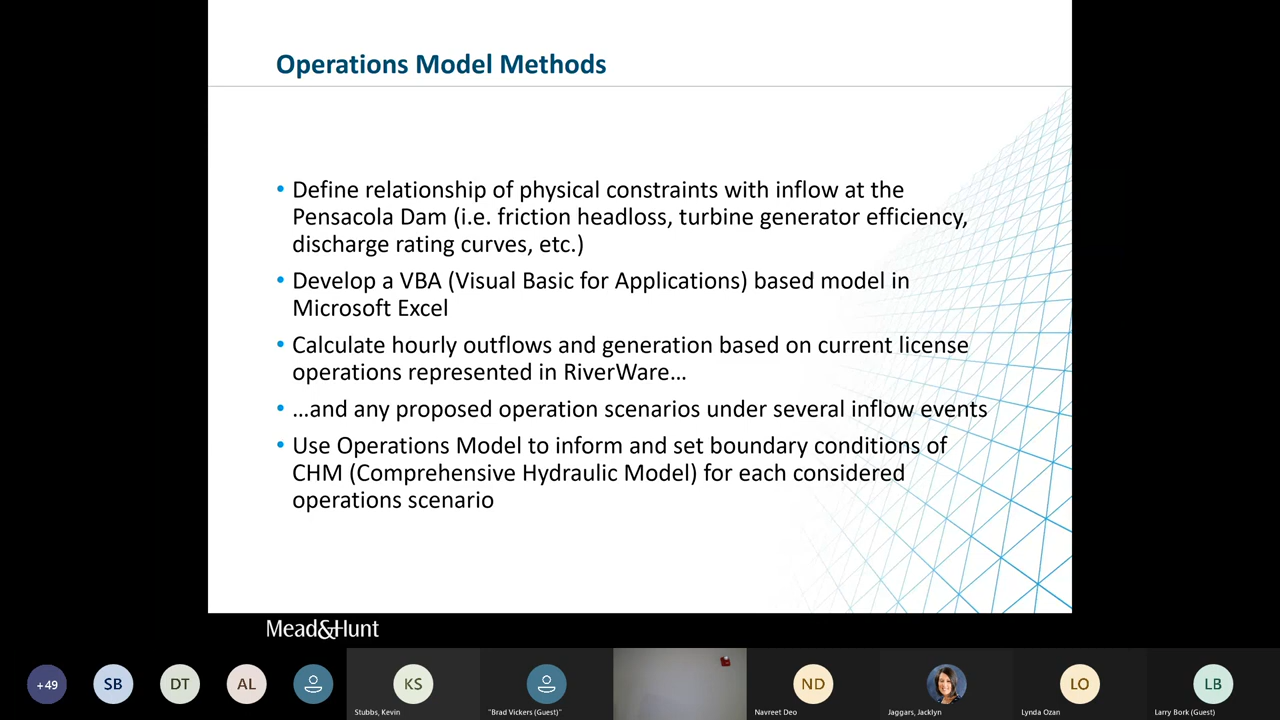 Operations Model Methods
• Define relationship of physical constraints with inflow at the
Pensacola Dam (i.e. friction headloss, turbine generator efficiency,
discharge rating curves, etc.)
• Develop a VBA (Visual Basic for Applications) based model in
Microsoft Excel
• Calculate hourly outflows and generation based on current license
operations represented in RiverWare…
• …and any proposed operation scenarios under several inflow events
• Use Operations Model to inform and set boundary conditions of
CHM (Comprehensive Hydraulic Model) for each considered
operations scenario
Mead&Hunt
+49 SB DT AL KS ND LO LB
Stubbs, Kevin "Brad Vickers (Guest)" Navreet Deo Jaggars, Jacklyn Lynda Ozan Larry Bork (Guest)